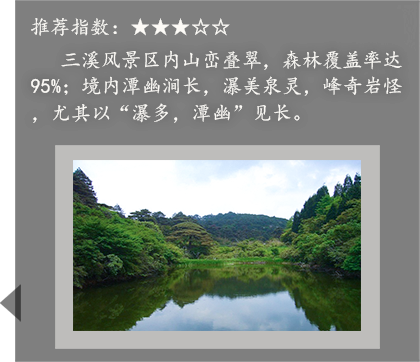 推荐指数：★★★☆☆
三溪风景区内山峦叠翠，森林覆盖率达
95%；境内潭幽涧长，瀑美泉灵，峰奇岩怪
，尤其以“瀑多，潭幽”见长。